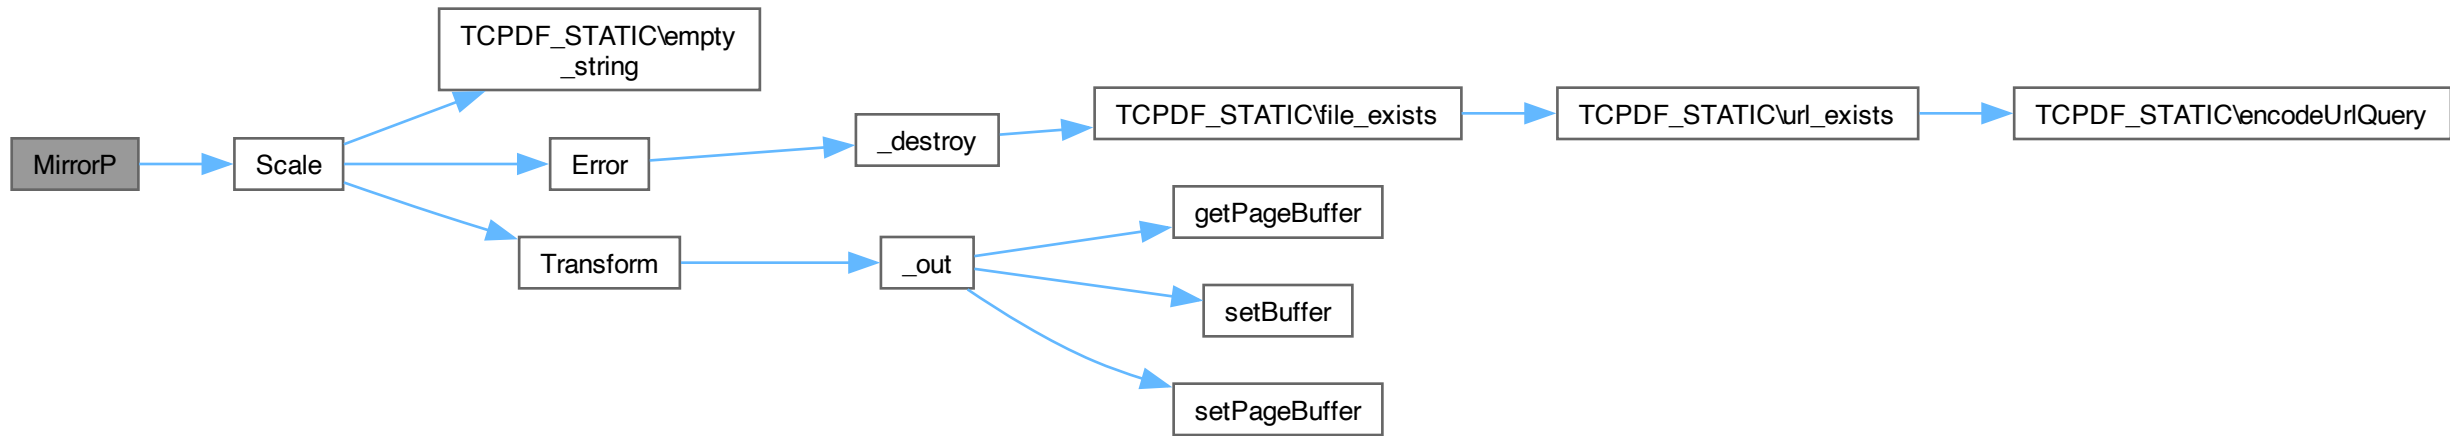 MirrorP
Scale
TCPDF_STATIC\empty
_string
Error
Transform
_destroy
_out
TCPDF_STATIC\file_exists
getPageBuffer
setBuffer
setPageBuffer
TCPDF_STATIC\url_exists
TCPDF_STATIC\encodeUrlQuery